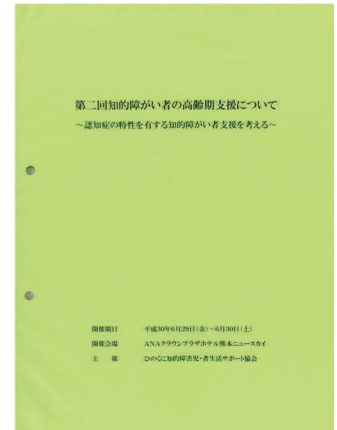 第二回知的障がい者の高齢期支援について
～認知症の特性を有する知的障がい者支援を考える～
開催期日　平成30年6月29日(金)～6月30日(土)
開催会場　ANAクラウンプラザホテル熊本ニュースカイ
主　催　ひのくに知的障害児・者生活サポート協会